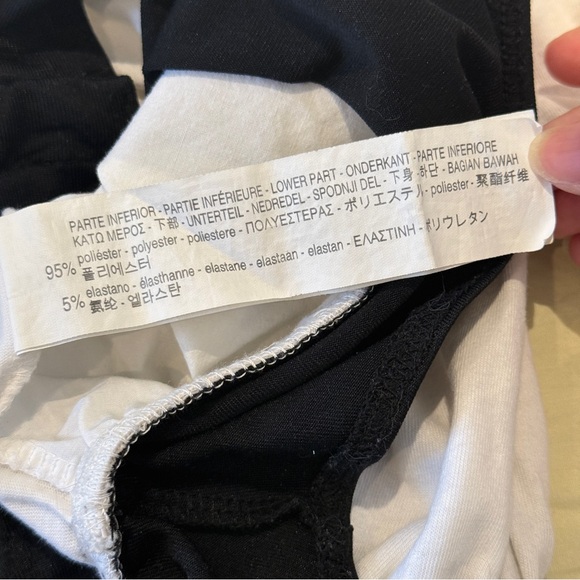 PARTE INFERIOR - PARTIE INFÉRIEURE - LOWER PART - ONDERKANT - PARTE INFERIORE
ΚΑΤΩ ΜΕΡΟΣ - 下部 - UNTERTEIL - NEDREDEL - SPODNJI DEL - 下身 - 하단 - BAGIAN BAWAH
95% poliéster - polyester - poliestere - ΠΟΛΥΕΣΤΕΡΑΣ - ポリエステル - poliester - 聚酯纤维
폴리에스터
5% elastano - élasthanne - elastane - elastaan - elastan - ΕΛΑΣΤΙΝΗ - ポリウレタン
氨纶 - 엘라스탄